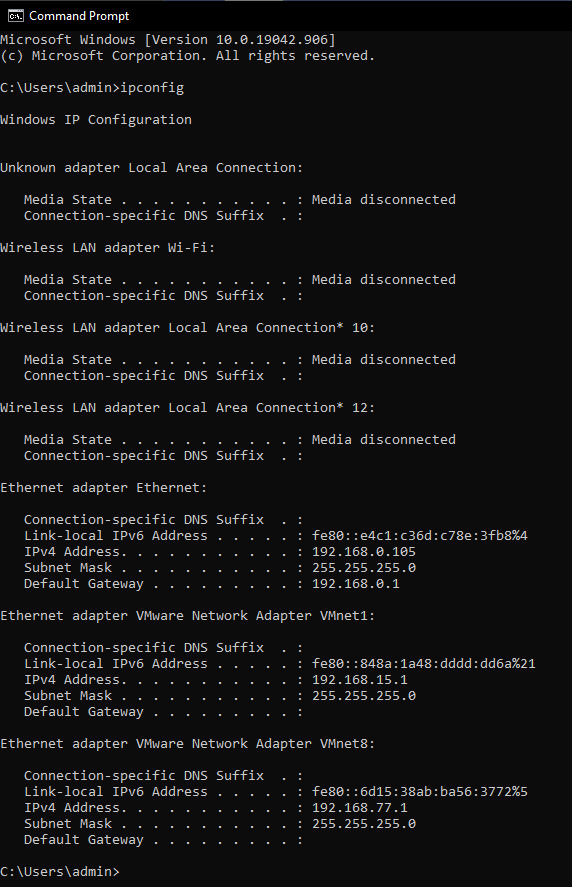 Command Prompt
Microsoft Windows [Version 10.0.19042.906]
(c) Microsoft Corporation. All rights reserved.
C:\Users\admin>ipconfig
Windows IP Configuration
Unknown adapter Local Area Connection:
Media State . . . . . . . . . . . : Media disconnected
Connection-specific DNS Suffix  . :
Wireless LAN adapter Wi-Fi:
Media State . . . . . . . . . . . : Media disconnected
Connection-specific DNS Suffix  . :
Wireless LAN adapter Local Area Connection* 10:
Media State . . . . . . . . . . . : Media disconnected
Connection-specific DNS Suffix  . :
Wireless LAN adapter Local Area Connection* 12:
Media State . . . . . . . . . . . : Media disconnected
Connection-specific DNS Suffix  . :
Ethernet adapter Ethernet:
Connection-specific DNS Suffix  . :
Link-local IPv6 Address . . . . . : fe80::e4c1:c36d:c78e:3fb8%4
IPv4 Address. . . . . . . . . . . : 192.168.0.105
Subnet Mask . . . . . . . . . . . : 255.255.255.0
Default Gateway . . . . . . . . . : 192.168.0.1
Ethernet adapter VMware Network Adapter VMnet1:
Connection-specific DNS Suffix  . :
Link-local IPv6 Address . . . . . : fe80::848a:1a48:dddd:dd6a%21
IPv4 Address. . . . . . . . . . . : 192.168.15.1
Subnet Mask . . . . . . . . . . . : 255.255.255.0
Default Gateway . . . . . . . . . :
Ethernet adapter VMware Network Adapter VMnet8:
Connection-specific DNS Suffix  . :
Link-local IPv6 Address . . . . . : fe80::6d15:38ab:ba56:3772%5
IPv4 Address. . . . . . . . . . . : 192.168.77.1
Subnet Mask . . . . . . . . . . . : 255.255.255.0
Default Gateway . . . . . . . . . :
C:\Users\admin>